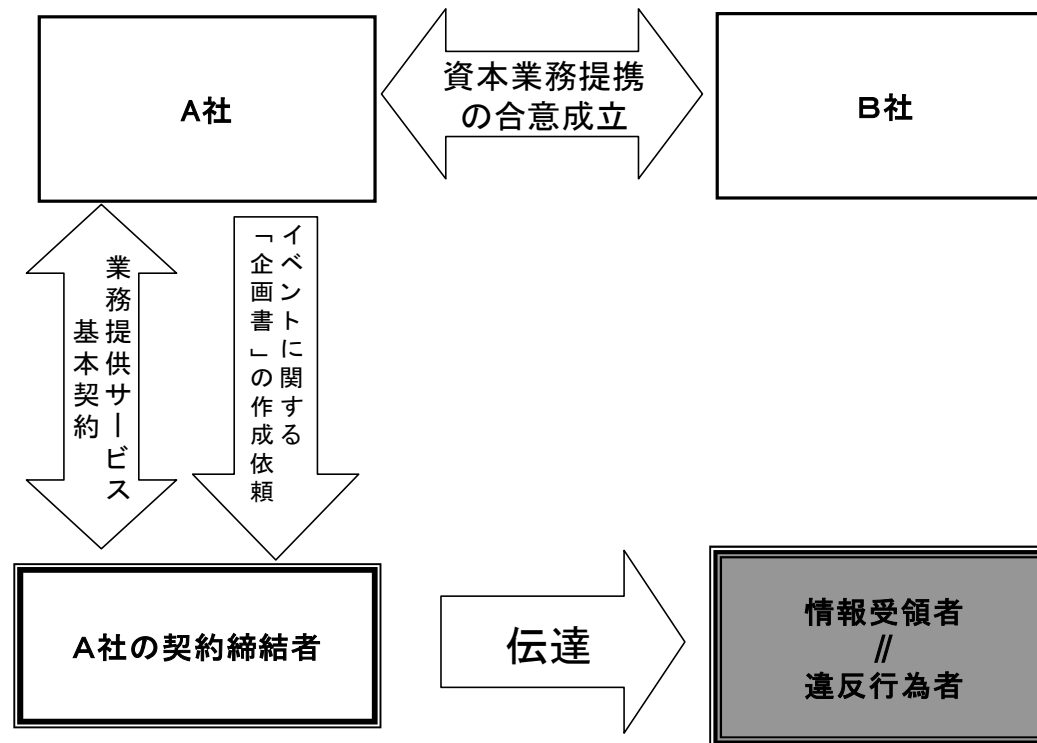 A社
資本業務提携
の合意成立
B社
業務提供サービス
基本契約
イベントに関する
「企画書」の作成依頼
A社の契約締結者
伝達
情報受領者
//
違反行為者